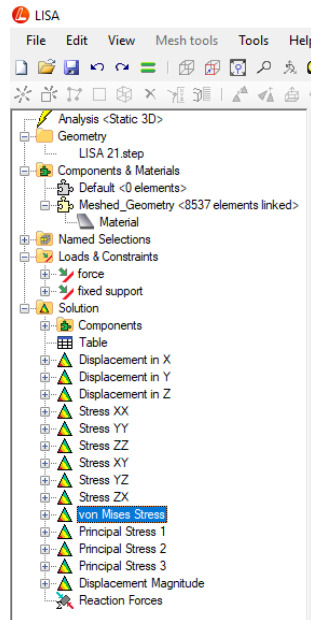 LISA
File Edit View Mesh tools Tools Help
Analysis <Static 3D>
Geometry
LISA 21.step
Components & Materials
Default <0 elements>
Meshed_Geometry <8537 elements linked>
Material
Named Selections
Loads & Constraints
force
fixed support
Solution
Components
Table
Displacement in X
Displacement in Y
Displacement in Z
Stress XX
Stress YY
Stress ZZ
Stress XY
Stress YZ
Stress ZX
von Mises Stress
Principal Stress 1
Principal Stress 2
Principal Stress 3
Displacement Magnitude
Reaction Forces